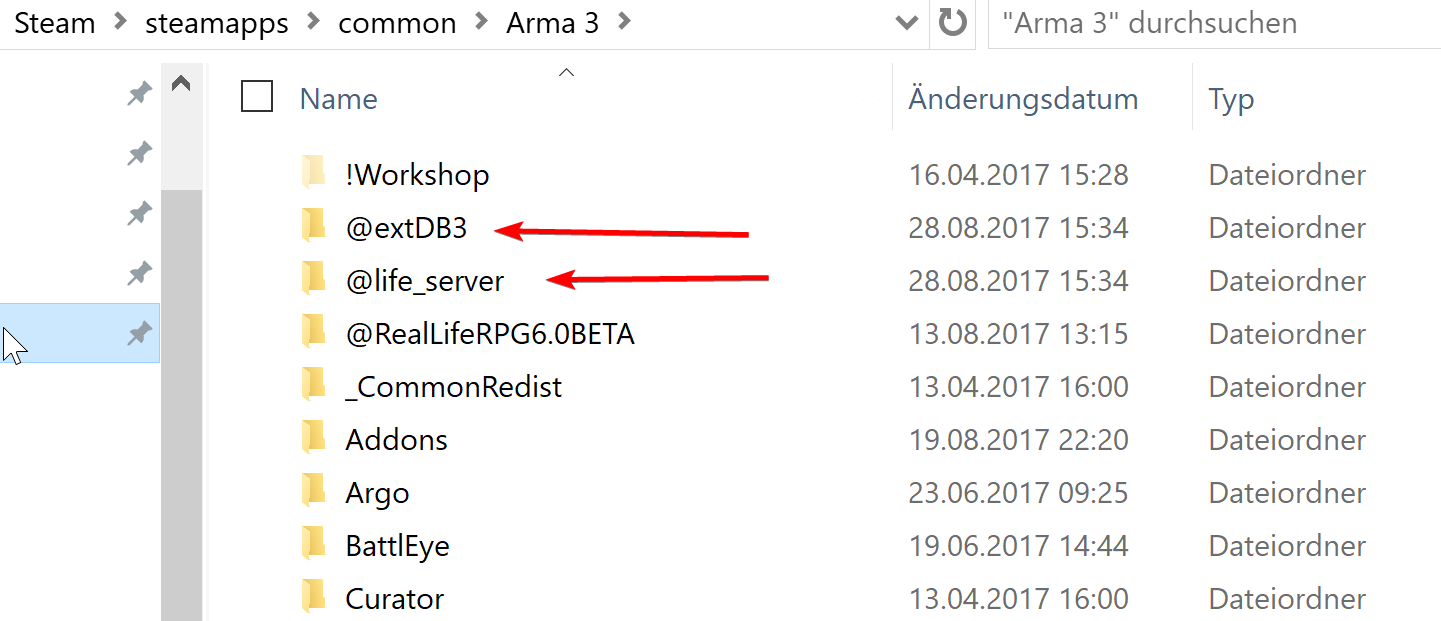 Steam > steamapps > common > Arma 3 > "Arma 3" durchsuchen
Name Änderungsdatum Typ
!Workshop 16.04.2017 15:28 Dateiordner
@extDB3 28.08.2017 15:34 Dateiordner
@life_server 28.08.2017 15:34 Dateiordner
@RealLifeRPG6.0BETA 13.08.2017 13:15 Dateiordner
_CommonRedist 13.04.2017 16:00 Dateiordner
Addons 19.08.2017 22:20 Dateiordner
Argo 23.06.2017 09:25 Dateiordner
BattlEye 19.06.2017 14:44 Dateiordner
Curator 13.04.2017 16:00 Dateiordner